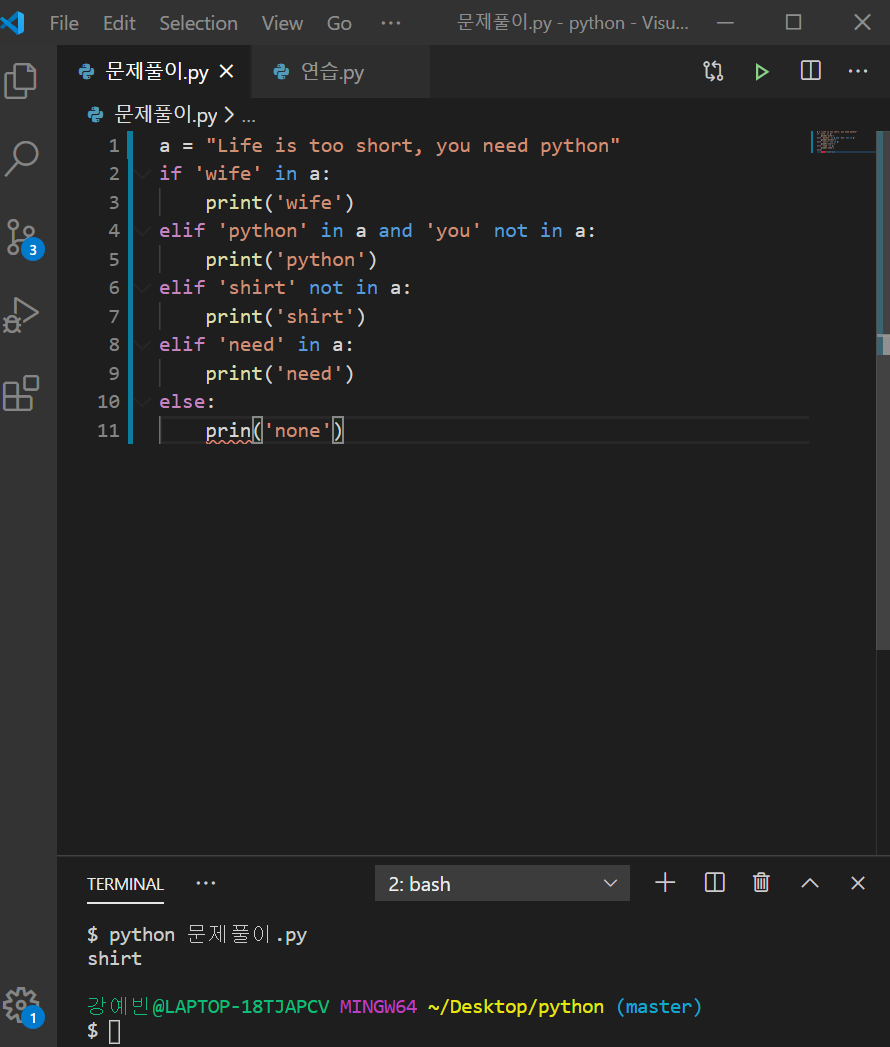 File Edit Selection View Go ··· 문제풀이.py - python - Visu...
문제풀이.py 연습.py
문제풀이.py > ...
1 a = "Life is too short, you need python"
2 if 'wife' in a:
3     print('wife')
4 elif 'python' in a and 'you' not in a:
5     print('python')
6 elif 'shirt' not in a:
7     print('shirt')
8 elif 'need' in a:
9     print('need')
10 else:
11     prin('none')
3
TERMINAL ··· 2: bash
$ python 문제풀이.py
shirt
강예빈@LAPTOP-18TJAPCV MINGW64 ~/Desktop/python (master)
$
1